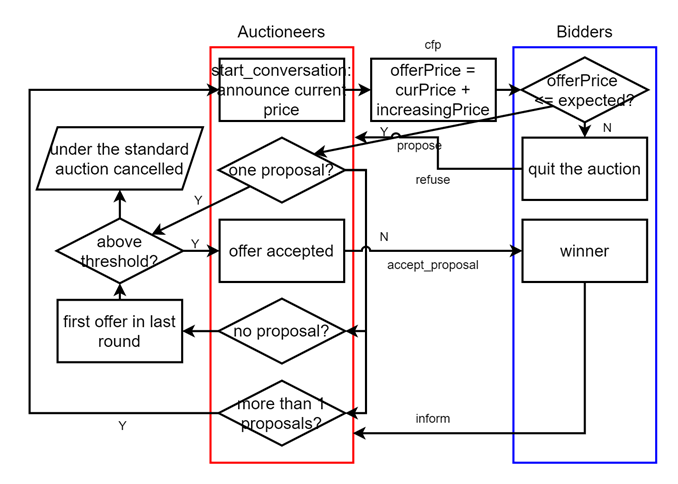 Auctioneers
Bidders
cfp
start_conversation:
announce current
price
offerPrice =
curPrice +
increasingPrice
offerPrice
<= expected?
Y
N
propose
under the standard
auction cancelled
one proposal?
refuse
quit the auction
Y
above
threshold?
Y
offer accepted
N
accept_proposal
winner
first offer in last
round
no proposal?
more than 1
proposals?
Y
inform